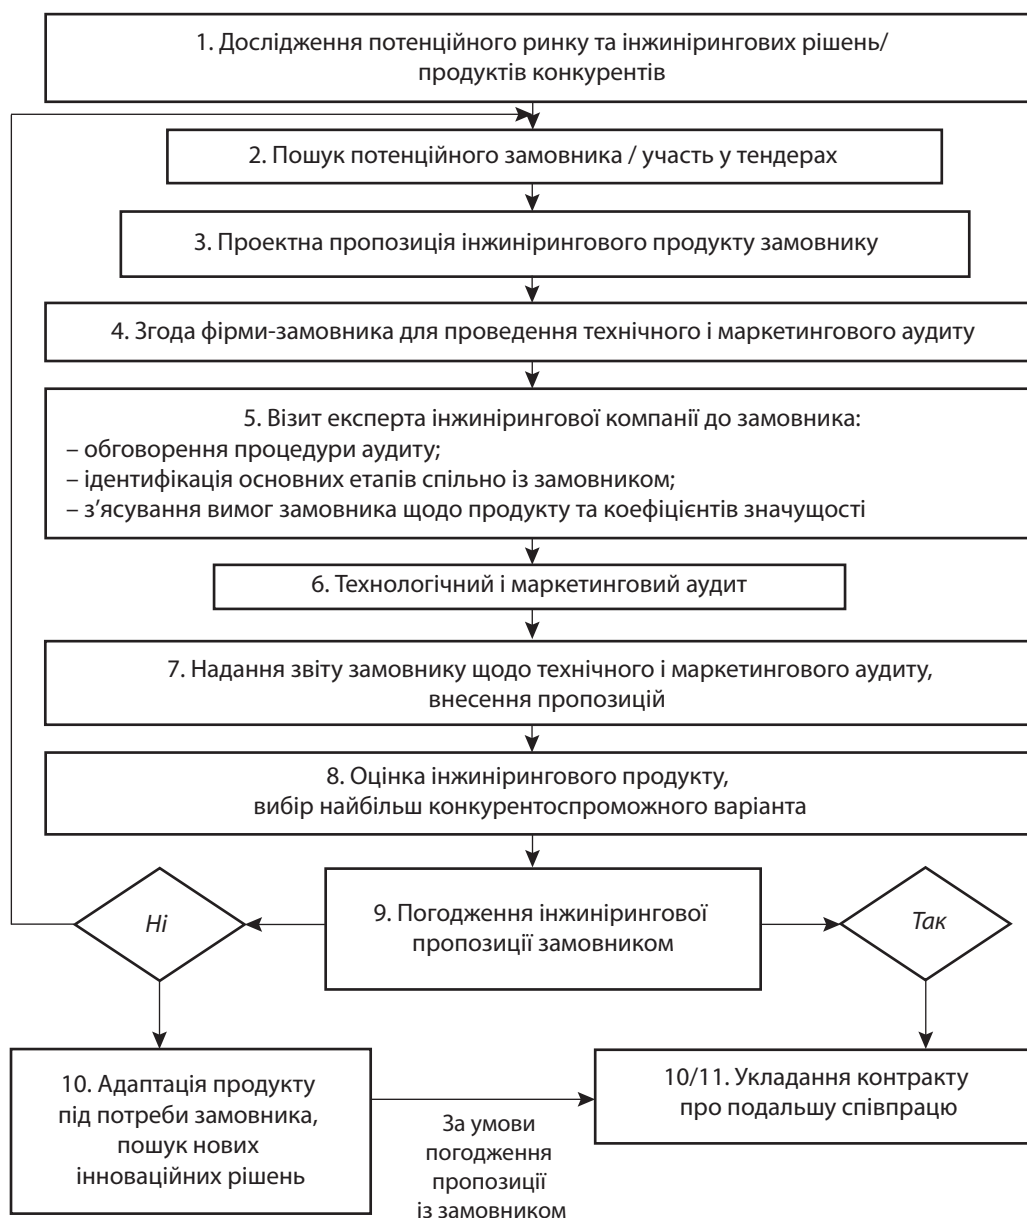 1. Дослідження потенційного ринку та інжинірингових рішень/
продуктів конкурентів
2. Пошук потенційного замовника / участь у тендерах
3. Проектна пропозиція інжинірингового продукту замовнику
4. Згода фірми-замовника для проведення технічного і маркетингового аудиту
5. Візит експерта інжинірингової компанії до замовника:
– обговорення процедури аудиту;
– ідентифікація основних етапів спільно із замовником;
– з’ясування вимог замовника щодо продукту та коефіцієнтів значущості
6. Технологічний і маркетинговий аудит
7. Надання звіту замовнику щодо технічного і маркетингового аудиту,
внесення пропозицій
8. Оцінка інжинірингового продукту,
вибір найбільш конкурентоспроможного варіанта
Ні
9. Погодження інжинірингової
пропозиції замовником
Так
10. Адаптація продукту
під потреби замовника,
пошук нових
інноваційних рішень
За умови
погодження
пропозиції
із замовником
10/11. Укладання контракту
про подальшу співпрацю